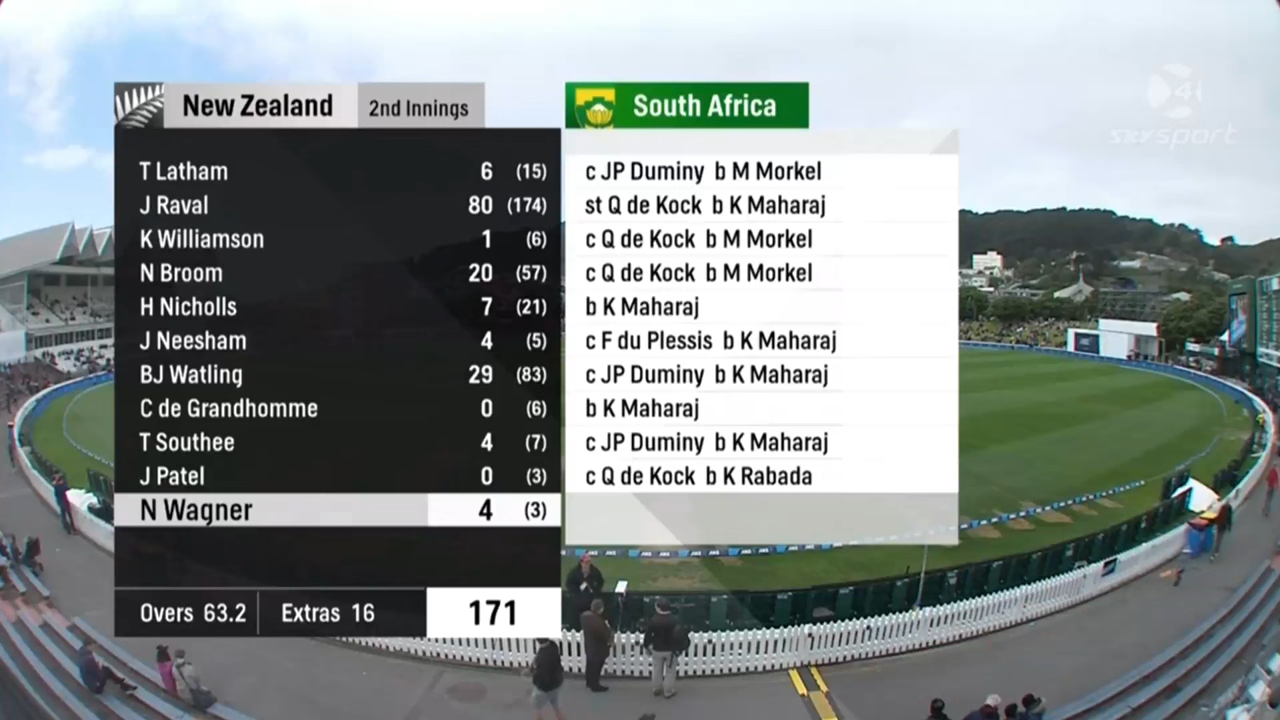 New Zealand 2nd Innings South Africa
T Latham 6 (15) c JP Duminy b M Morkel
J Raval 80 (174) st Q de Kock b K Maharaj
K Williamson 1 (6) c Q de Kock b M Morkel
N Broom 20 (57) c Q de Kock b M Morkel
H Nicholls 7 (21) b K Maharaj
J Neesham 4 (5) c F du Plessis b K Maharaj
BJ Watling 29 (83) c JP Duminy b K Maharaj
C de Grandhomme 0 (6) b K Maharaj
T Southee 4 (7) c JP Duminy b K Maharaj
J Patel 0 (3) c Q de Kock b K Rabada
N Wagner 4 (3)
Overs 63.2 Extras 16 171
4
sky sport